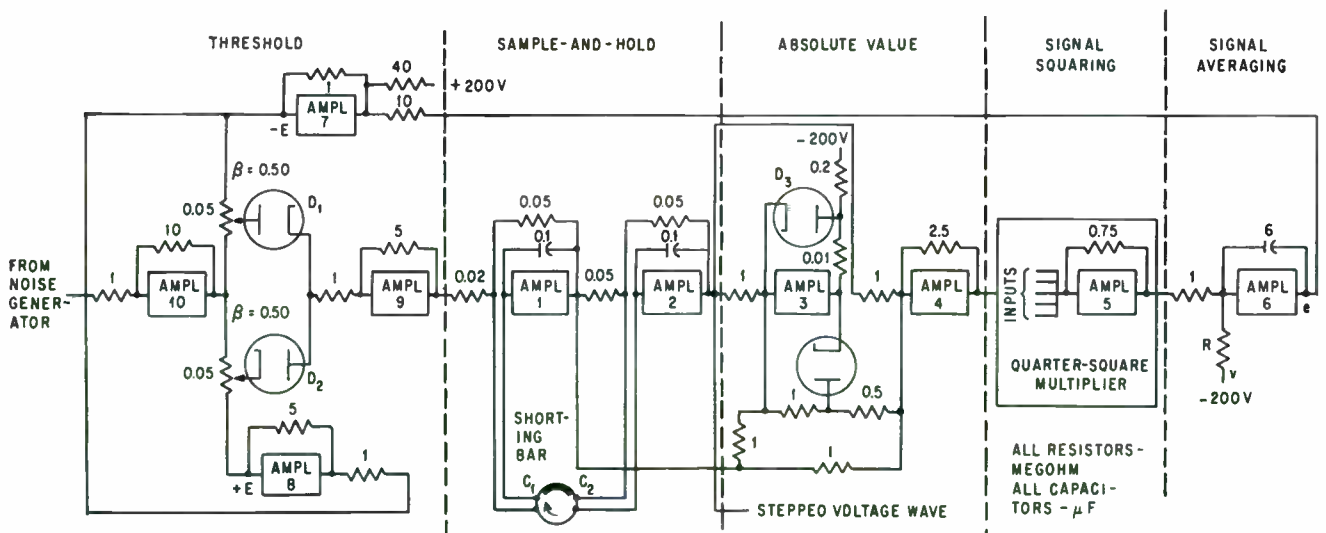 THRESHOLD
SAMPLE-AND-HOLD
ABSOLUTE VALUE
SIGNAL
SQUARING
SIGNAL
AVERAGING
40
+200V
1
AMPL
7
10
-E
β = 0.50
D1
0.05
10
1
AMPL
10
FROM
NOISE
GENER-
ATOR
β = 0.50
0.05
D2
5
1
AMPL
9
5
AMPL
8
+E
1
0.05
0.1
0.02
AMPL
1
0.05
0.05
0.1
AMPL
2
SHORT-
ING
BAR
C1
C2
-200V
0.2
D3
0.01
1
AMPL
3
1
2.5
AMPL
4
1
0.5
1
1
STEPPED VOLTAGE WAVE
INPUTS
0.75
AMPL
5
QUARTER-SQUARE
MULTIPLIER
6
1
AMPL
6
e
R
v
-200V
ALL RESISTORS-
MEGOHM
ALL CAPACI-
TORS - μF